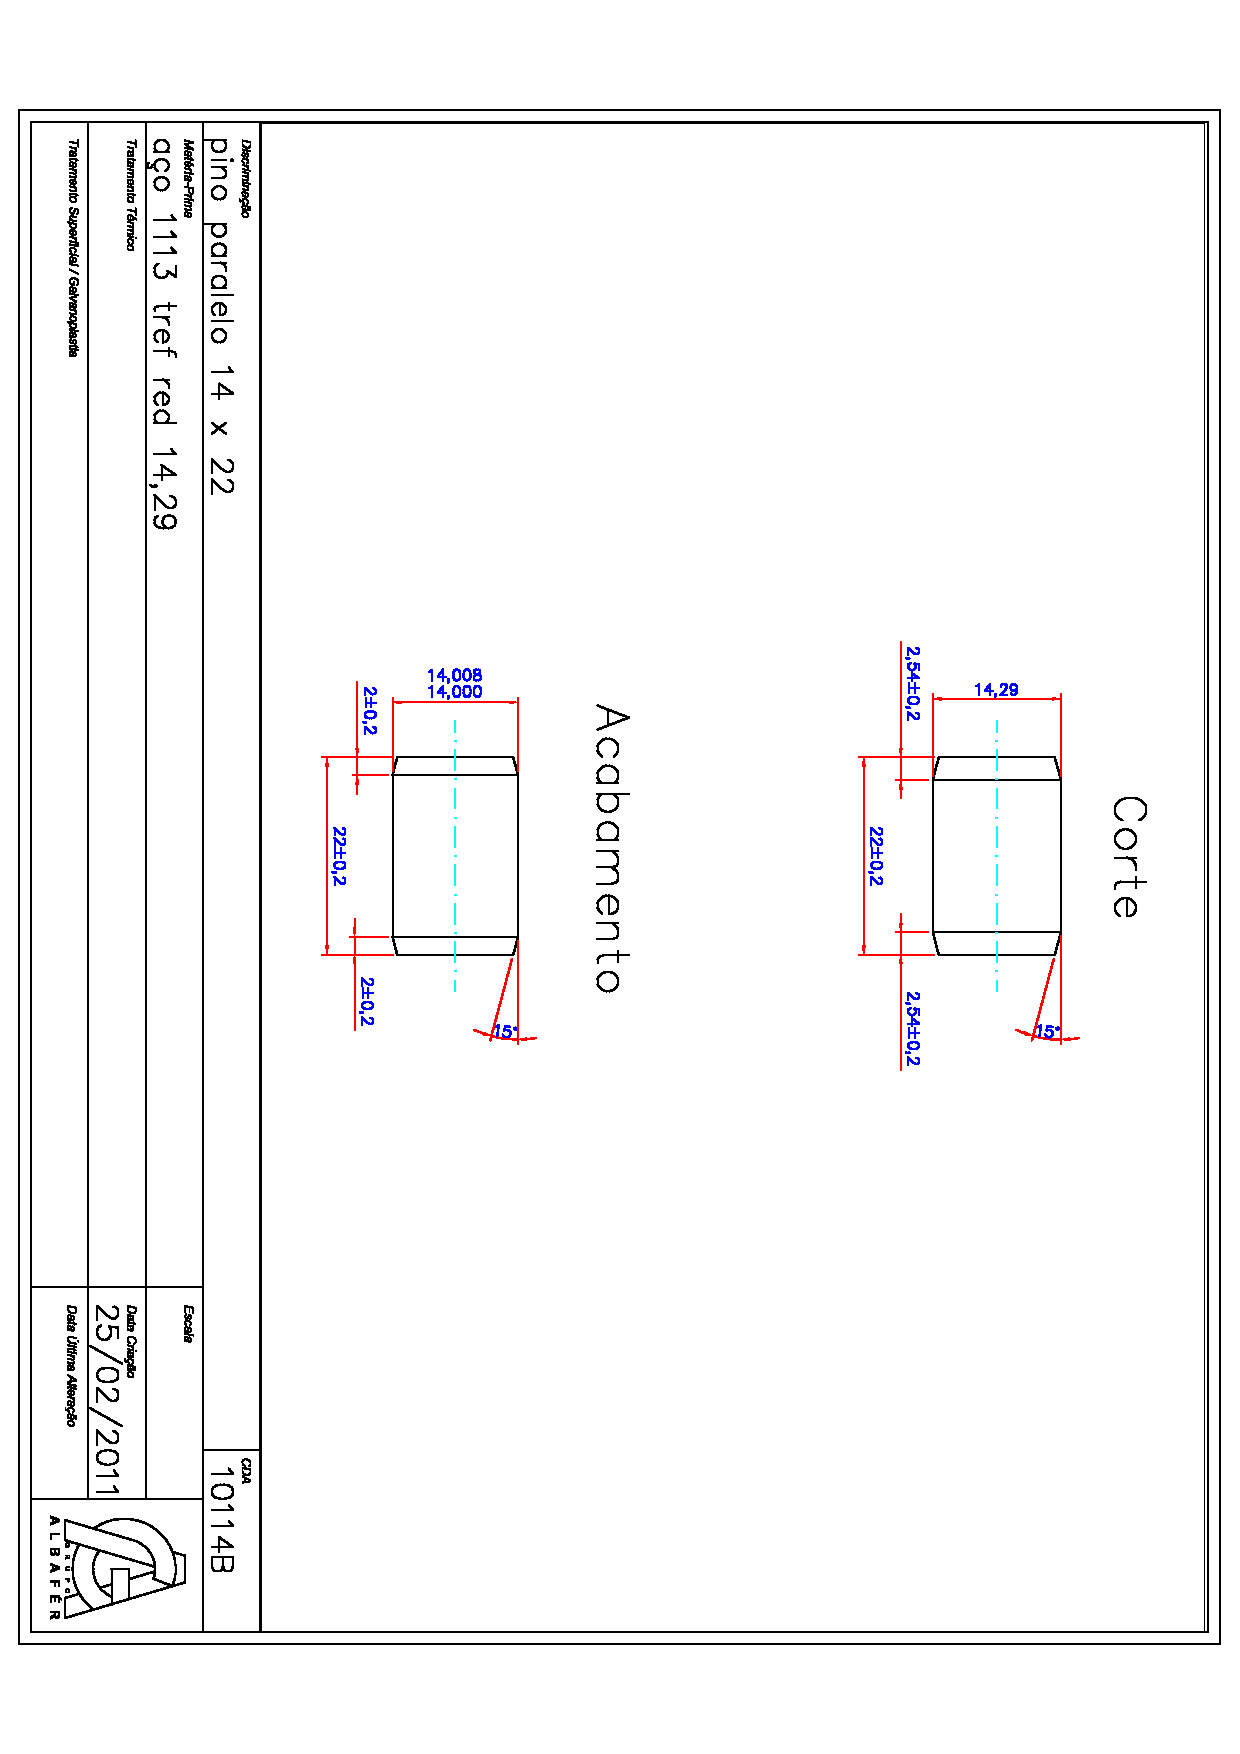 Corte
14,29
2,54±0,2
22±0,2
2,54±0,2
15°
Acabamento
14,008
14,000
2±0,2
22±0,2
2±0,2
15°
Discriminação
pino paralelo 14 x 22
CDA
10114B
Matéria-Prima
aço 1113 tref red 14,29
Escala
Tratamento Térmico
Data Criação
25/02/2011
Tratamento Superficial / Galvanoplastia
Data Última Alteração
GRUPO
ALBAFÉR